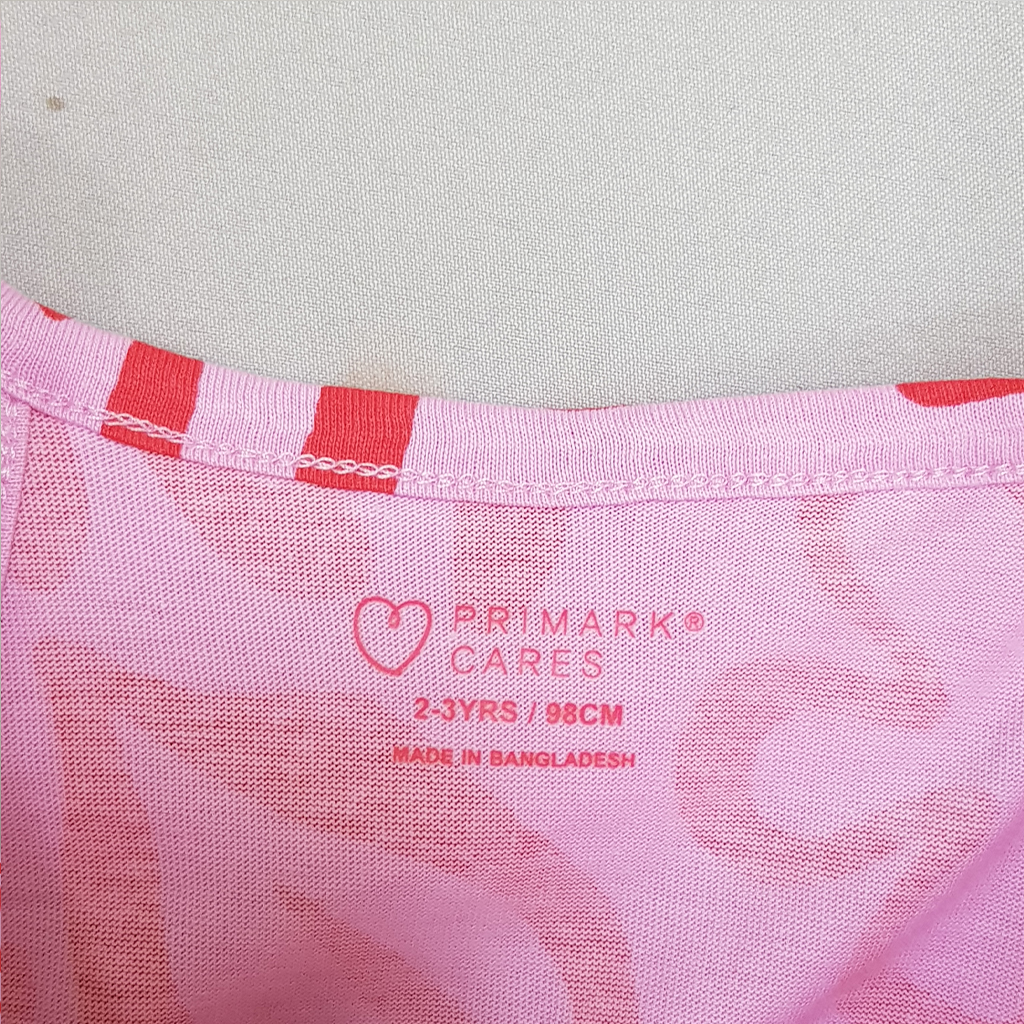 PRIMARK®
CARES
2-3YRS / 98CM
MADE IN BANGLADESH